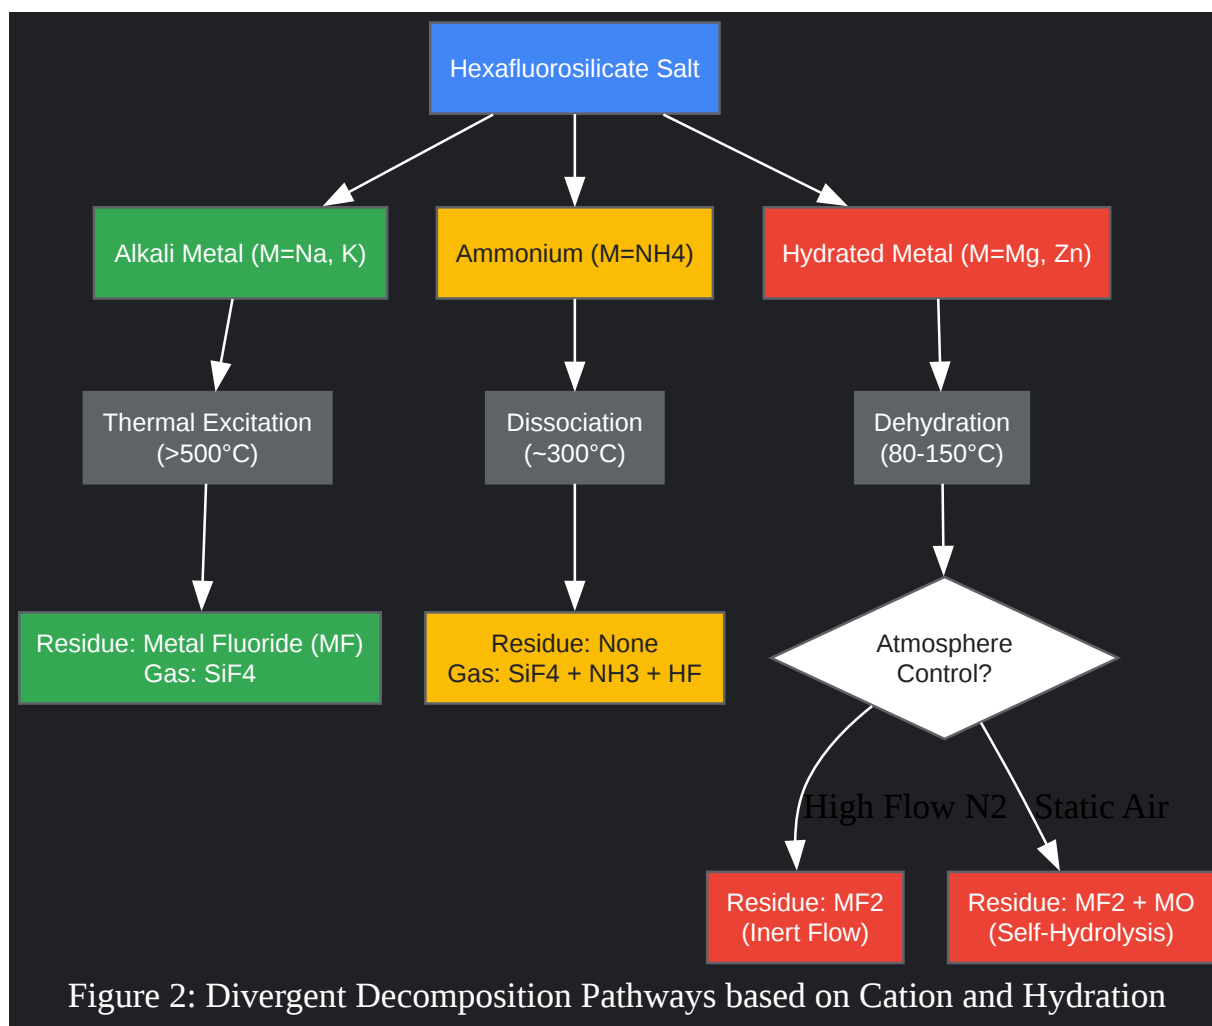 Hexafluorosilicate Salt
Alkali Metal (M=Na, K)
Ammonium (M=NH4)
Hydrated Metal (M=Mg, Zn)
Thermal Excitation
(>500°C)
Dissociation
(~300°C)
Dehydration
(80-150°C)
Residue: Metal Fluoride (MF)
Gas: SiF4
Residue: None
Gas: SiF4 + NH3 + HF
Atmosphere
Control?
High Flow N2
Static Air
Residue: MF2
(Inert Flow)
Residue: MF2 + MO
(Self-Hydrolysis)
Figure 2: Divergent Decomposition Pathways based on Cation and Hydration